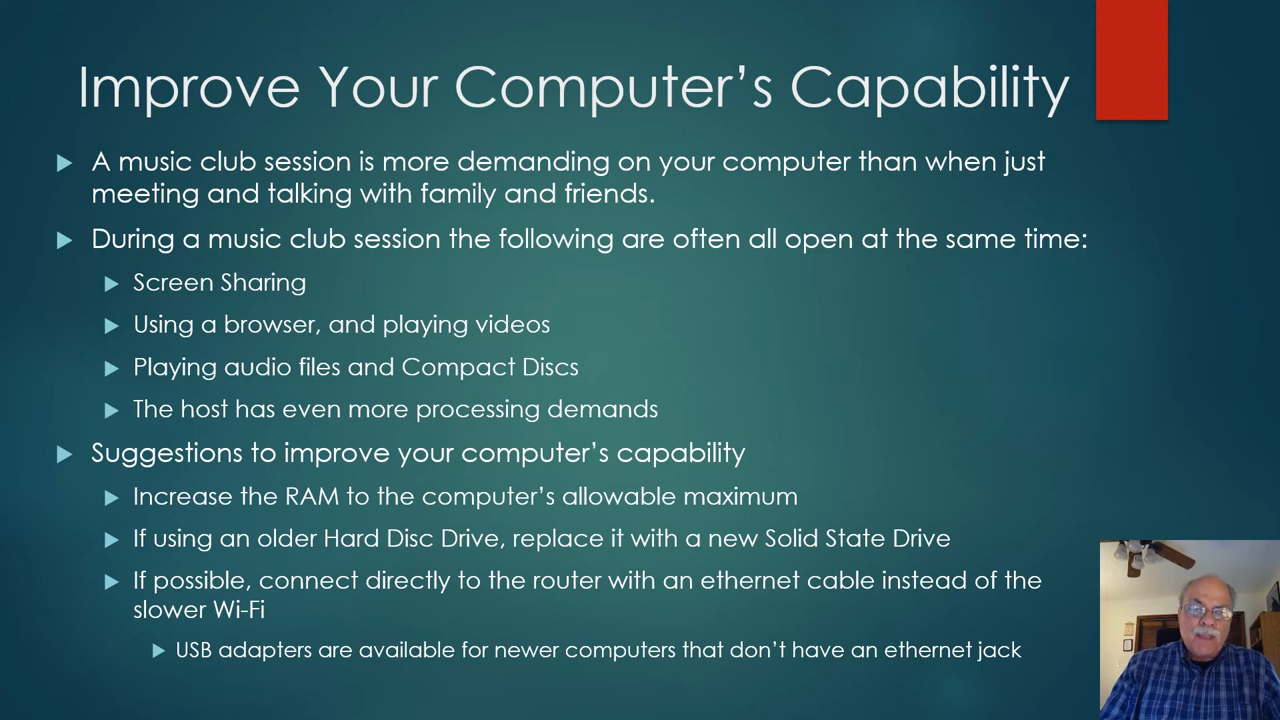 Improve Your Computer’s Capability
A music club session is more demanding on your computer than when just
meeting and talking with family and friends.
During a music club session the following are often all open at the same time:
Screen Sharing
Using a browser, and playing videos
Playing audio files and Compact Discs
The host has even more processing demands
Suggestions to improve your computer’s capability
Increase the RAM to the computer’s allowable maximum
If using an older Hard Disc Drive, replace it with a new Solid State Drive
If possible, connect directly to the router with an ethernet cable instead of the
slower Wi-Fi
USB adapters are available for newer computers that don’t have an ethernet jack